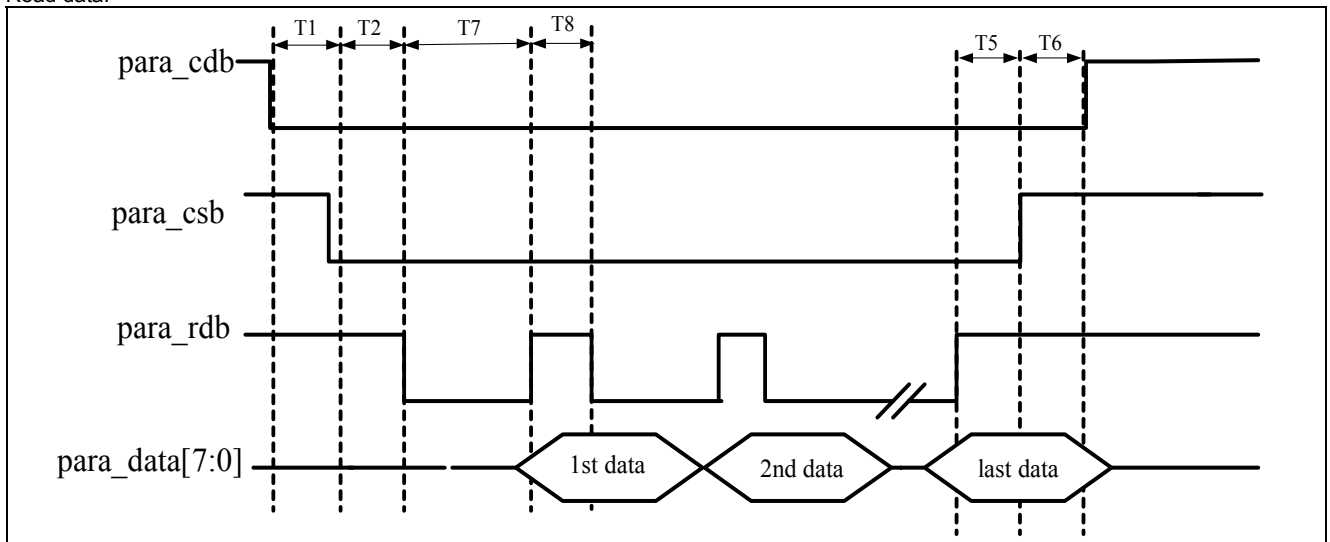 Read data:
T1 T2 T7 T8 T5 T6
para_cdb
para_csb
para_rdb
para_data[7:0] 1st data 2nd data last data